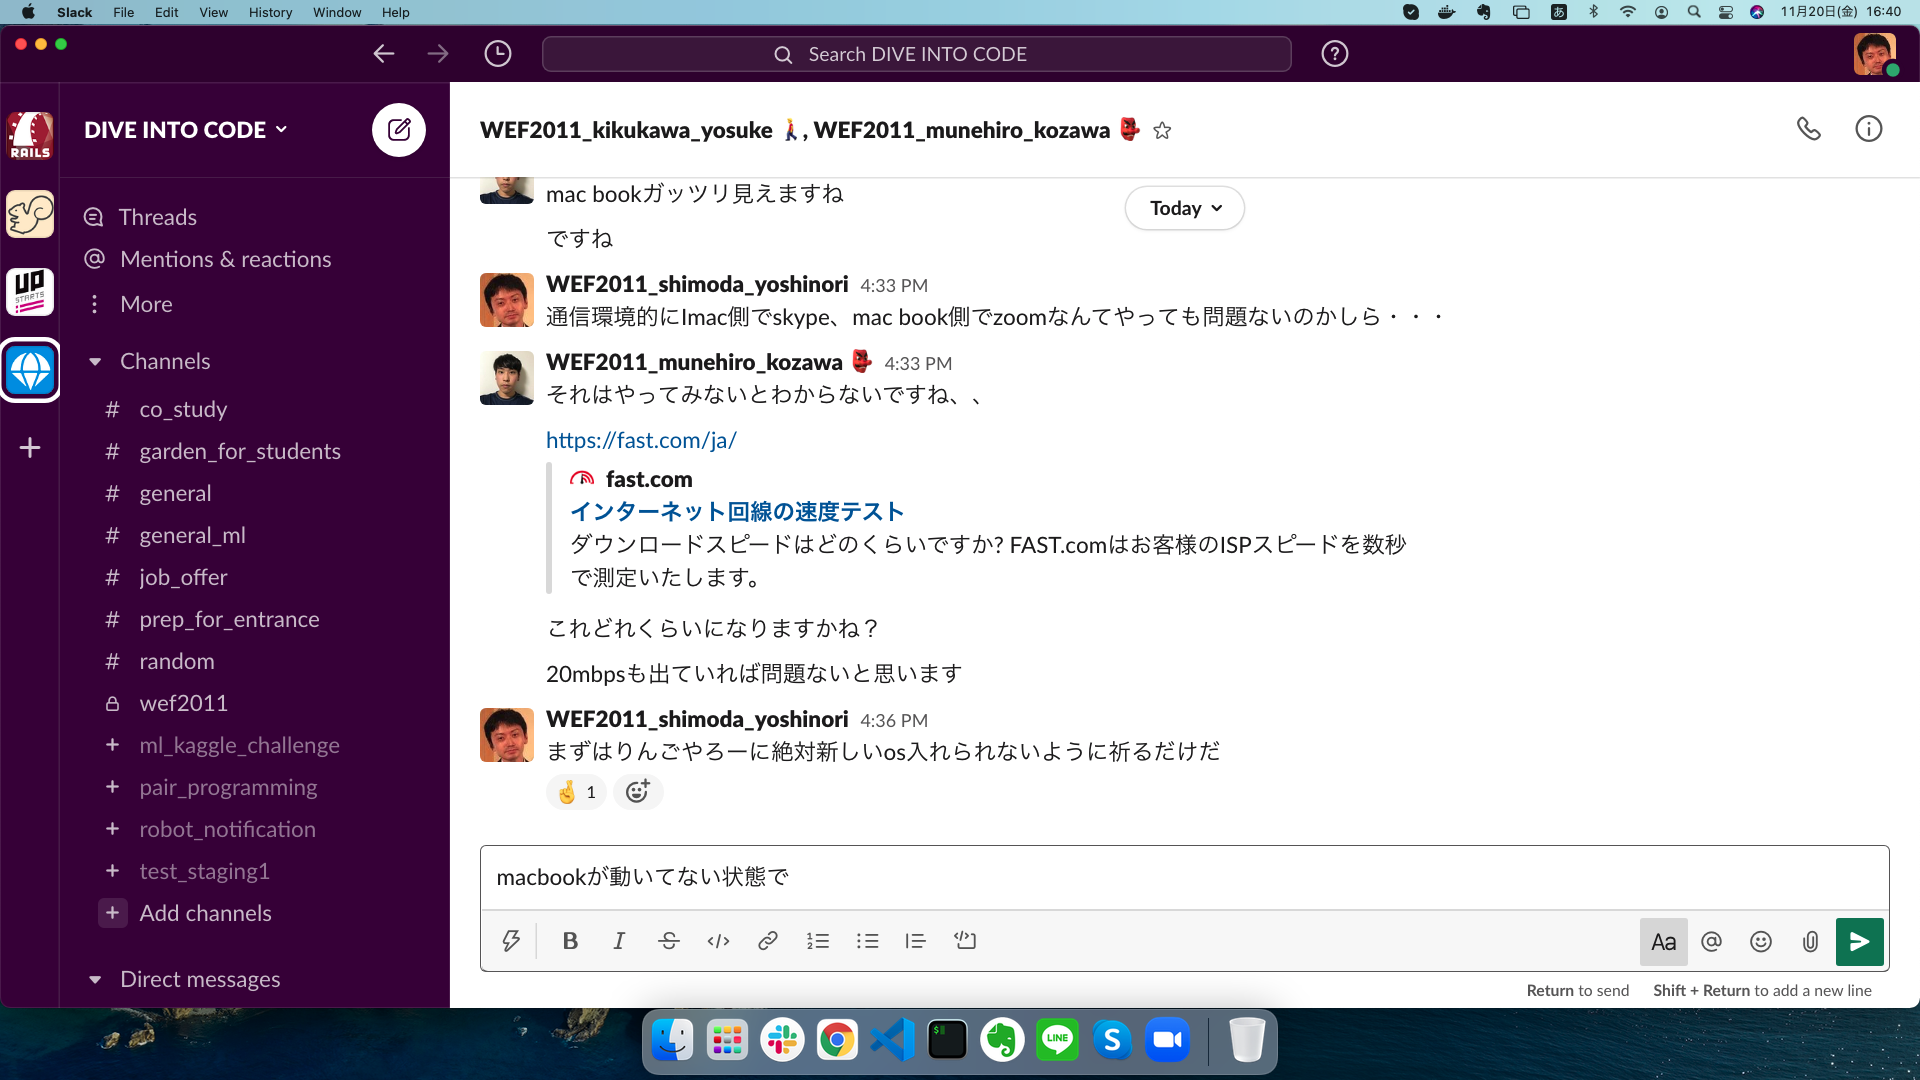 Slack File Edit View History Window Help
あ 11月20日(金) 16:40
Search DIVE INTO CODE
RAILS
UP
STARTS
DIVE INTO CODE
Threads
Mentions & reactions
More
Channels
# co_study
# garden_for_students
# general
# general_ml
# job_offer
# prep_for_entrance
# random
wef2011
+ ml_kaggle_challenge
+ pair_programming
+ robot_notification
+ test_staging1
+ Add channels
Direct messages
WEF2011_kikukawa_yosuke 🚶, WEF2011_munehiro_kozawa 👺
Today
mac bookガッツリ見えますね
ですね
WEF2011_shimoda_yoshinori 4:33 PM
通信環境的にImac側でskype、mac book側でzoomなんてやっても問題ないのかしら・・・
WEF2011_munehiro_kozawa 👺 4:33 PM
それはやってみないとわからないですね、、
https://fast.com/ja/
fast.com
インターネット回線の速度テスト
ダウンロードスピードはどのくらいですか? FAST.comはお客様のISPスピードを数秒
で測定いたします。
これどれくらいになりますかね？
20mbpsも出ていれば問題ないと思います
WEF2011_shimoda_yoshinori 4:36 PM
まずはりんごやろーに絶対新しいos入れられないように祈るだけだ
🤞 1
macbookが動いてない状態で
B I S </> Aa @
Return to send Shift + Return to add a new line
LINE
S